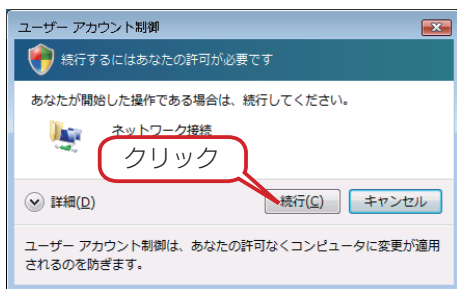 ユーザー アカウント制御
続行するにはあなたの許可が必要です
あなたが開始した操作である場合は、続行してください。
ネットワーク接続
クリック
詳細(D)
続行(C)
キャンセル
ユーザー アカウント制御は、あなたの許可なくコンピュータに変更が適用
されるのを防ぎます。